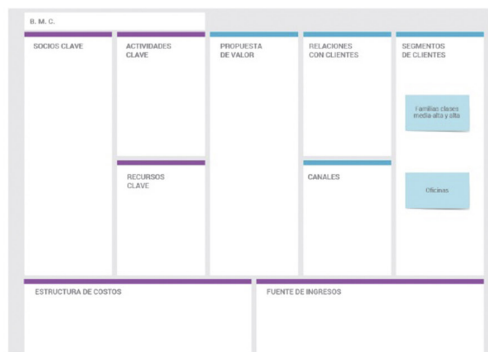 B. M. C.
SOCIOS CLAVE
ACTIVIDADES
CLAVE
PROPUESTA
DE VALOR
RELACIONES
CON CLIENTES
SEGMENTOS
DE CLIENTES
Familias clases
media alta y alta
RECURSOS
CLAVE
CANALES
Oficinas
ESTRUCTURA DE COSTOS
FUENTE DE INGRESOS